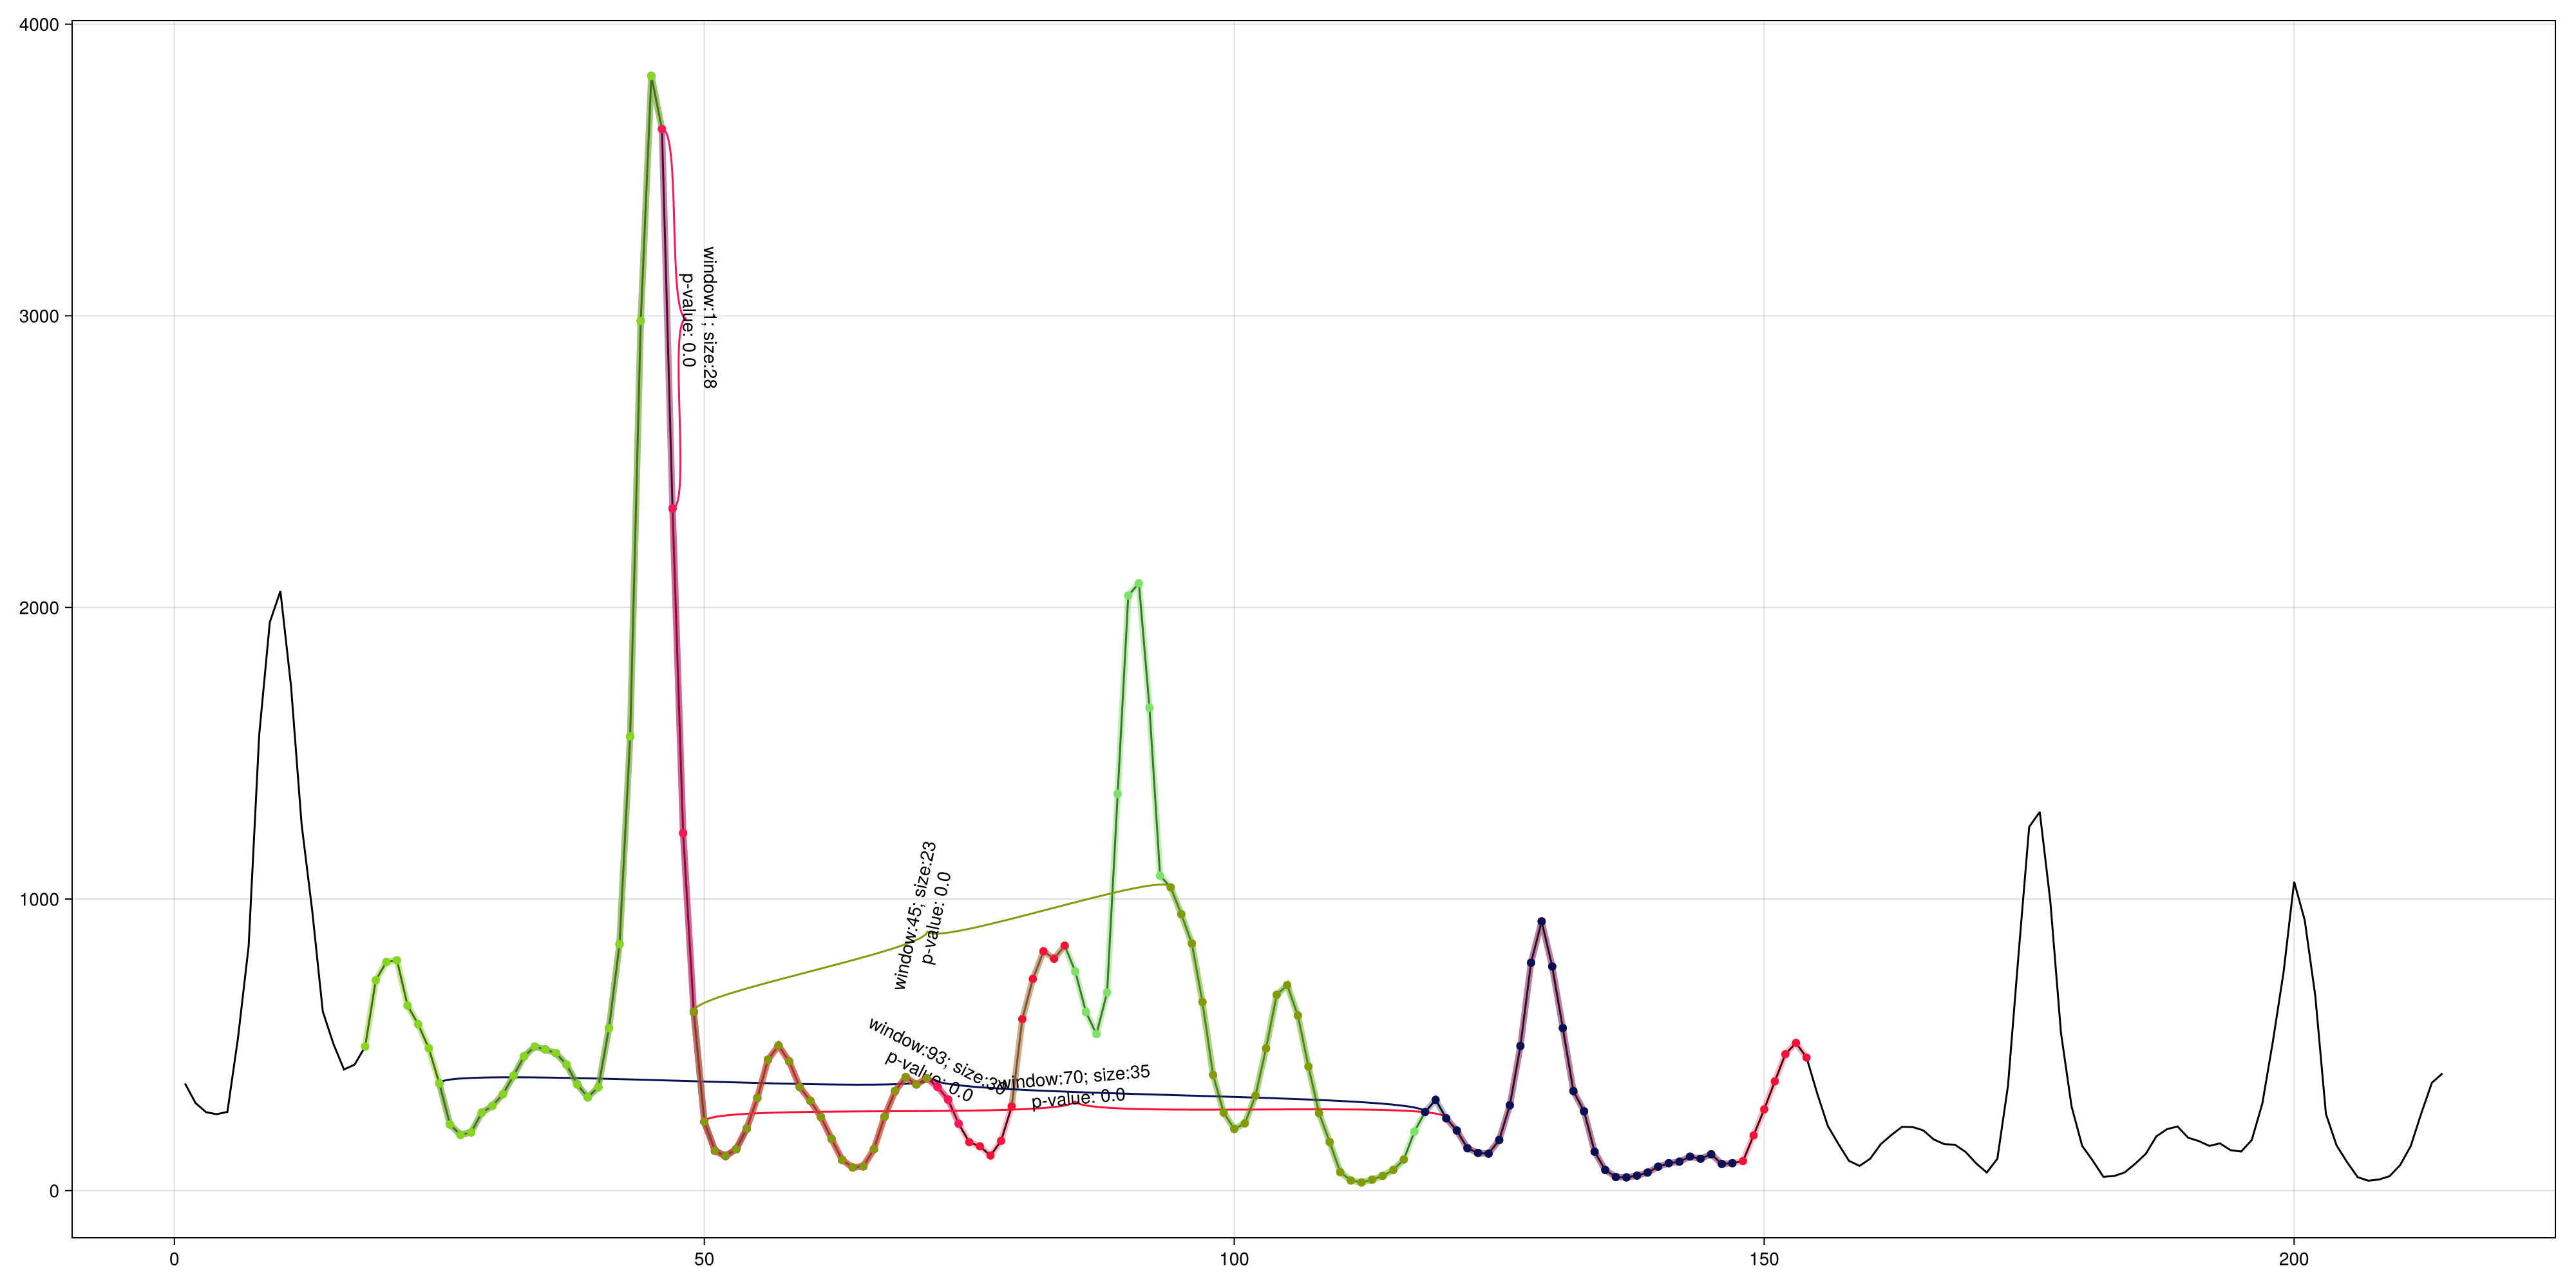 4000
3000
2000
1000
0
window:1; size:28
p-value: 0.0
window:45; size:23
p-value: 0.0
window:93; size:30
p-value: 0.0
window:70; size:35
p-value: 0.0
0
50
100
150
200